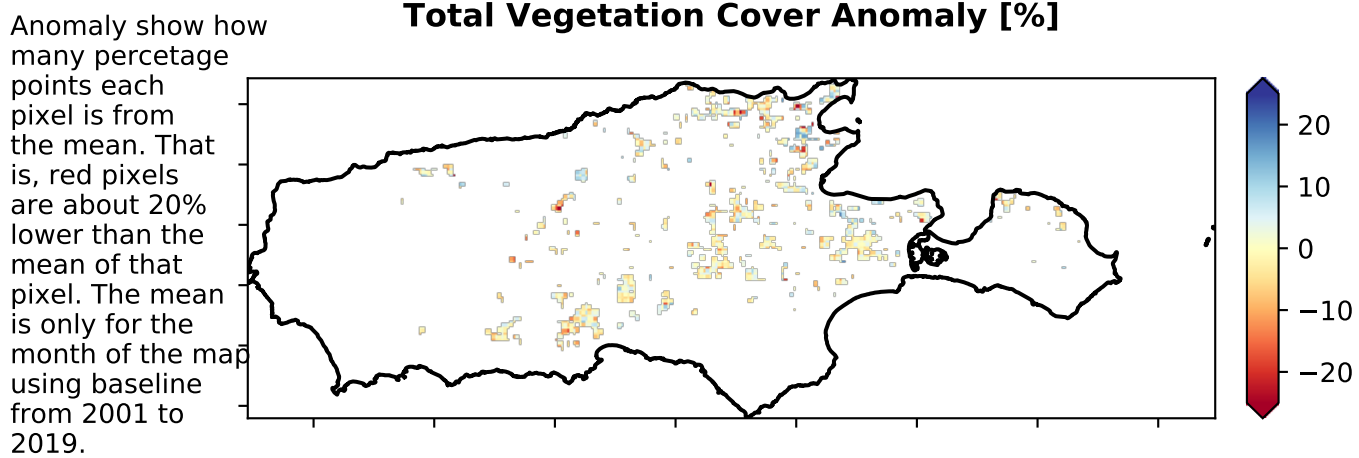 Total Vegetation Cover Anomaly [%]
Anomaly show how
many percetage
points each
pixel is from
the mean. That
is, red pixels
are about 20%
lower than the
mean of that
pixel. The mean
is only for the
month of the map
using baseline
from 2001 to
2019.
20
10
0
−10
−20